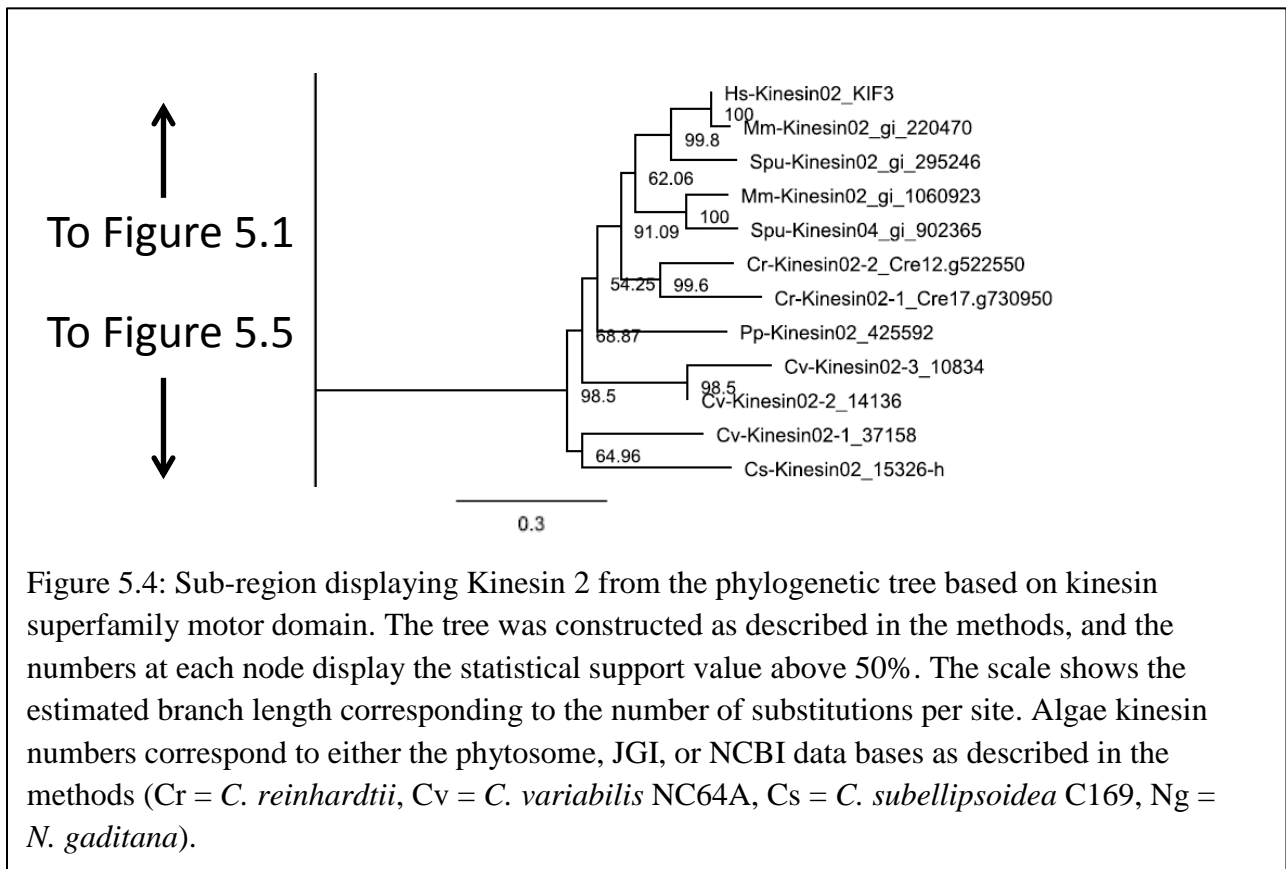 To Figure 5.1
To Figure 5.5
Hs-Kinesin02_KIF3
100
Mm-Kinesin02_gi_220470
99.8
Spu-Kinesin02_gi_295246
62.06
Mm-Kinesin02_gi_1060923
100
Spu-Kinesin04_gi_902365
91.09
Cr-Kinesin02-2_Cre12.g522550
54.25
99.6
Cr-Kinesin02-1_Cre17.g730950
68.87
Pp-Kinesin02_425592
Cv-Kinesin02-3_10834
98.5
98.5
Cv-Kinesin02-2_14136
Cv-Kinesin02-1_37158
64.96
Cs-Kinesin02_15326-h
0.3
Figure 5.4: Sub-region displaying Kinesin 2 from the phylogenetic tree based on kinesin
superfamily motor domain. The tree was constructed as described in the methods, and the
numbers at each node display the statistical support value above 50%. The scale shows the
estimated branch length corresponding to the number of substitutions per site. Algae kinesin
numbers correspond to either the phytosome, JGI, or NCBI data bases as described in the
methods (Cr = C. reinhardtii, Cv = C. variabilis NC64A, Cs = C. subellipsoidea C169, Ng =
N. gaditana).